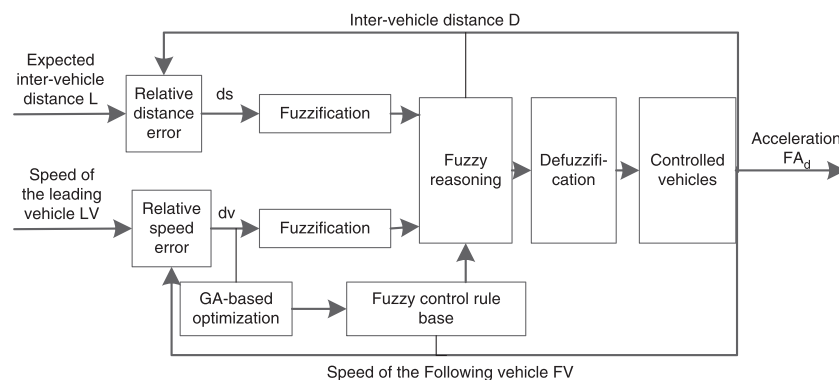 Inter-vehicle distance D
Expected
inter-vehicle
distance L
Relative
distance
error
ds
Fuzzification
Fuzzy
reasoning
Defuzzifi-
cation
Controlled
vehicles
Acceleration
FAd
Speed of
the leading
vehicle LV
Relative
speed
error
dv
Fuzzification
GA-based
optimization
Fuzzy control rule
base
Speed of the Following vehicle FV